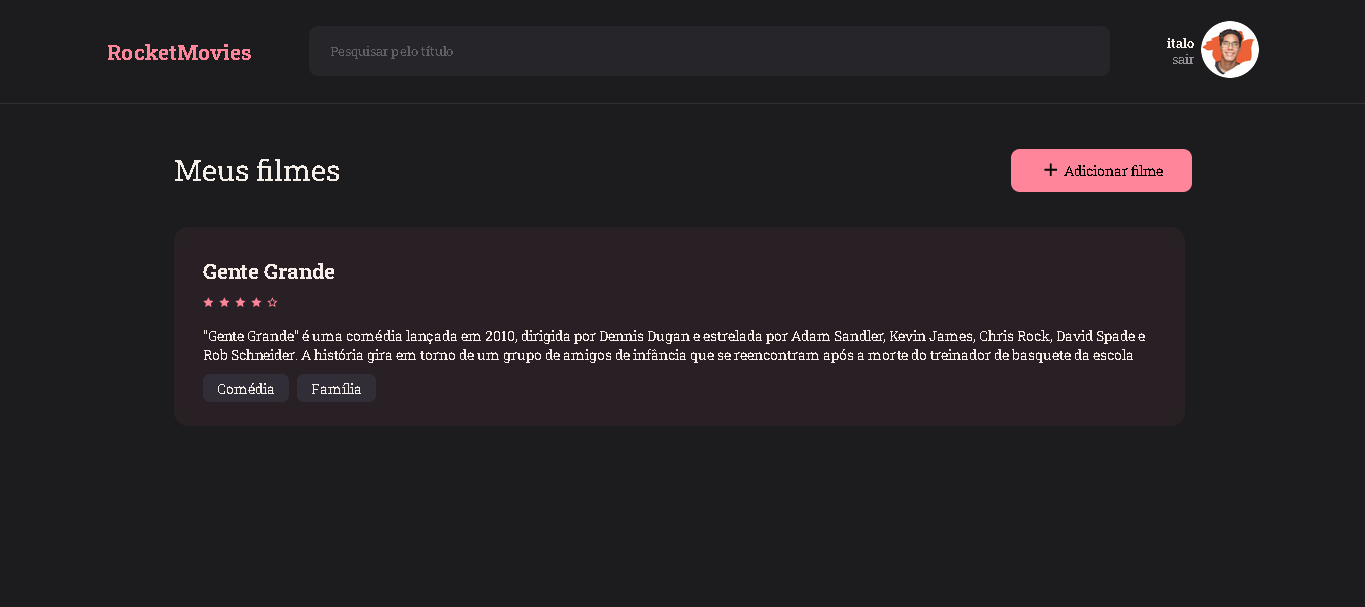 RocketMovies
Pesquisar pelo título
italo
sair
Meus filmes
+ Adicionar filme
Gente Grande
"Gente Grande" é uma comédia lançada em 2010, dirigida por Dennis Dugan e estrelada por Adam Sandler, Kevin James, Chris Rock, David Spade e
Rob Schneider. A história gira em torno de um grupo de amigos de infância que se reencontram após a morte do treinador de basquete da escola
Comédia Família